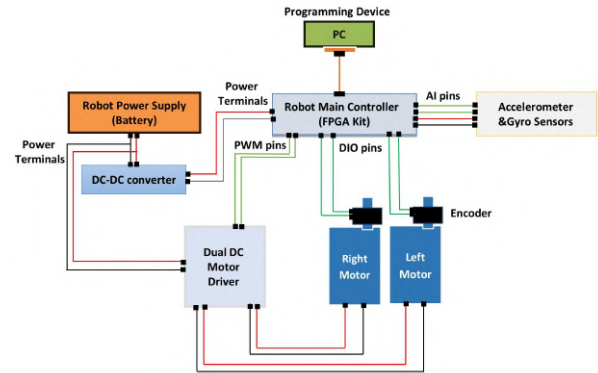 Programming Device
PC
Power
Terminals
AI pins
Robot Power Supply
(Battery)
Robot Main Controller
(FPGA Kit)
Accelerometer
&Gyro Sensors
Power
Terminals
PWM pins
DIO pins
DC-DC converter
Encoder
Dual DC
Motor
Driver
Right
Motor
Left
Motor